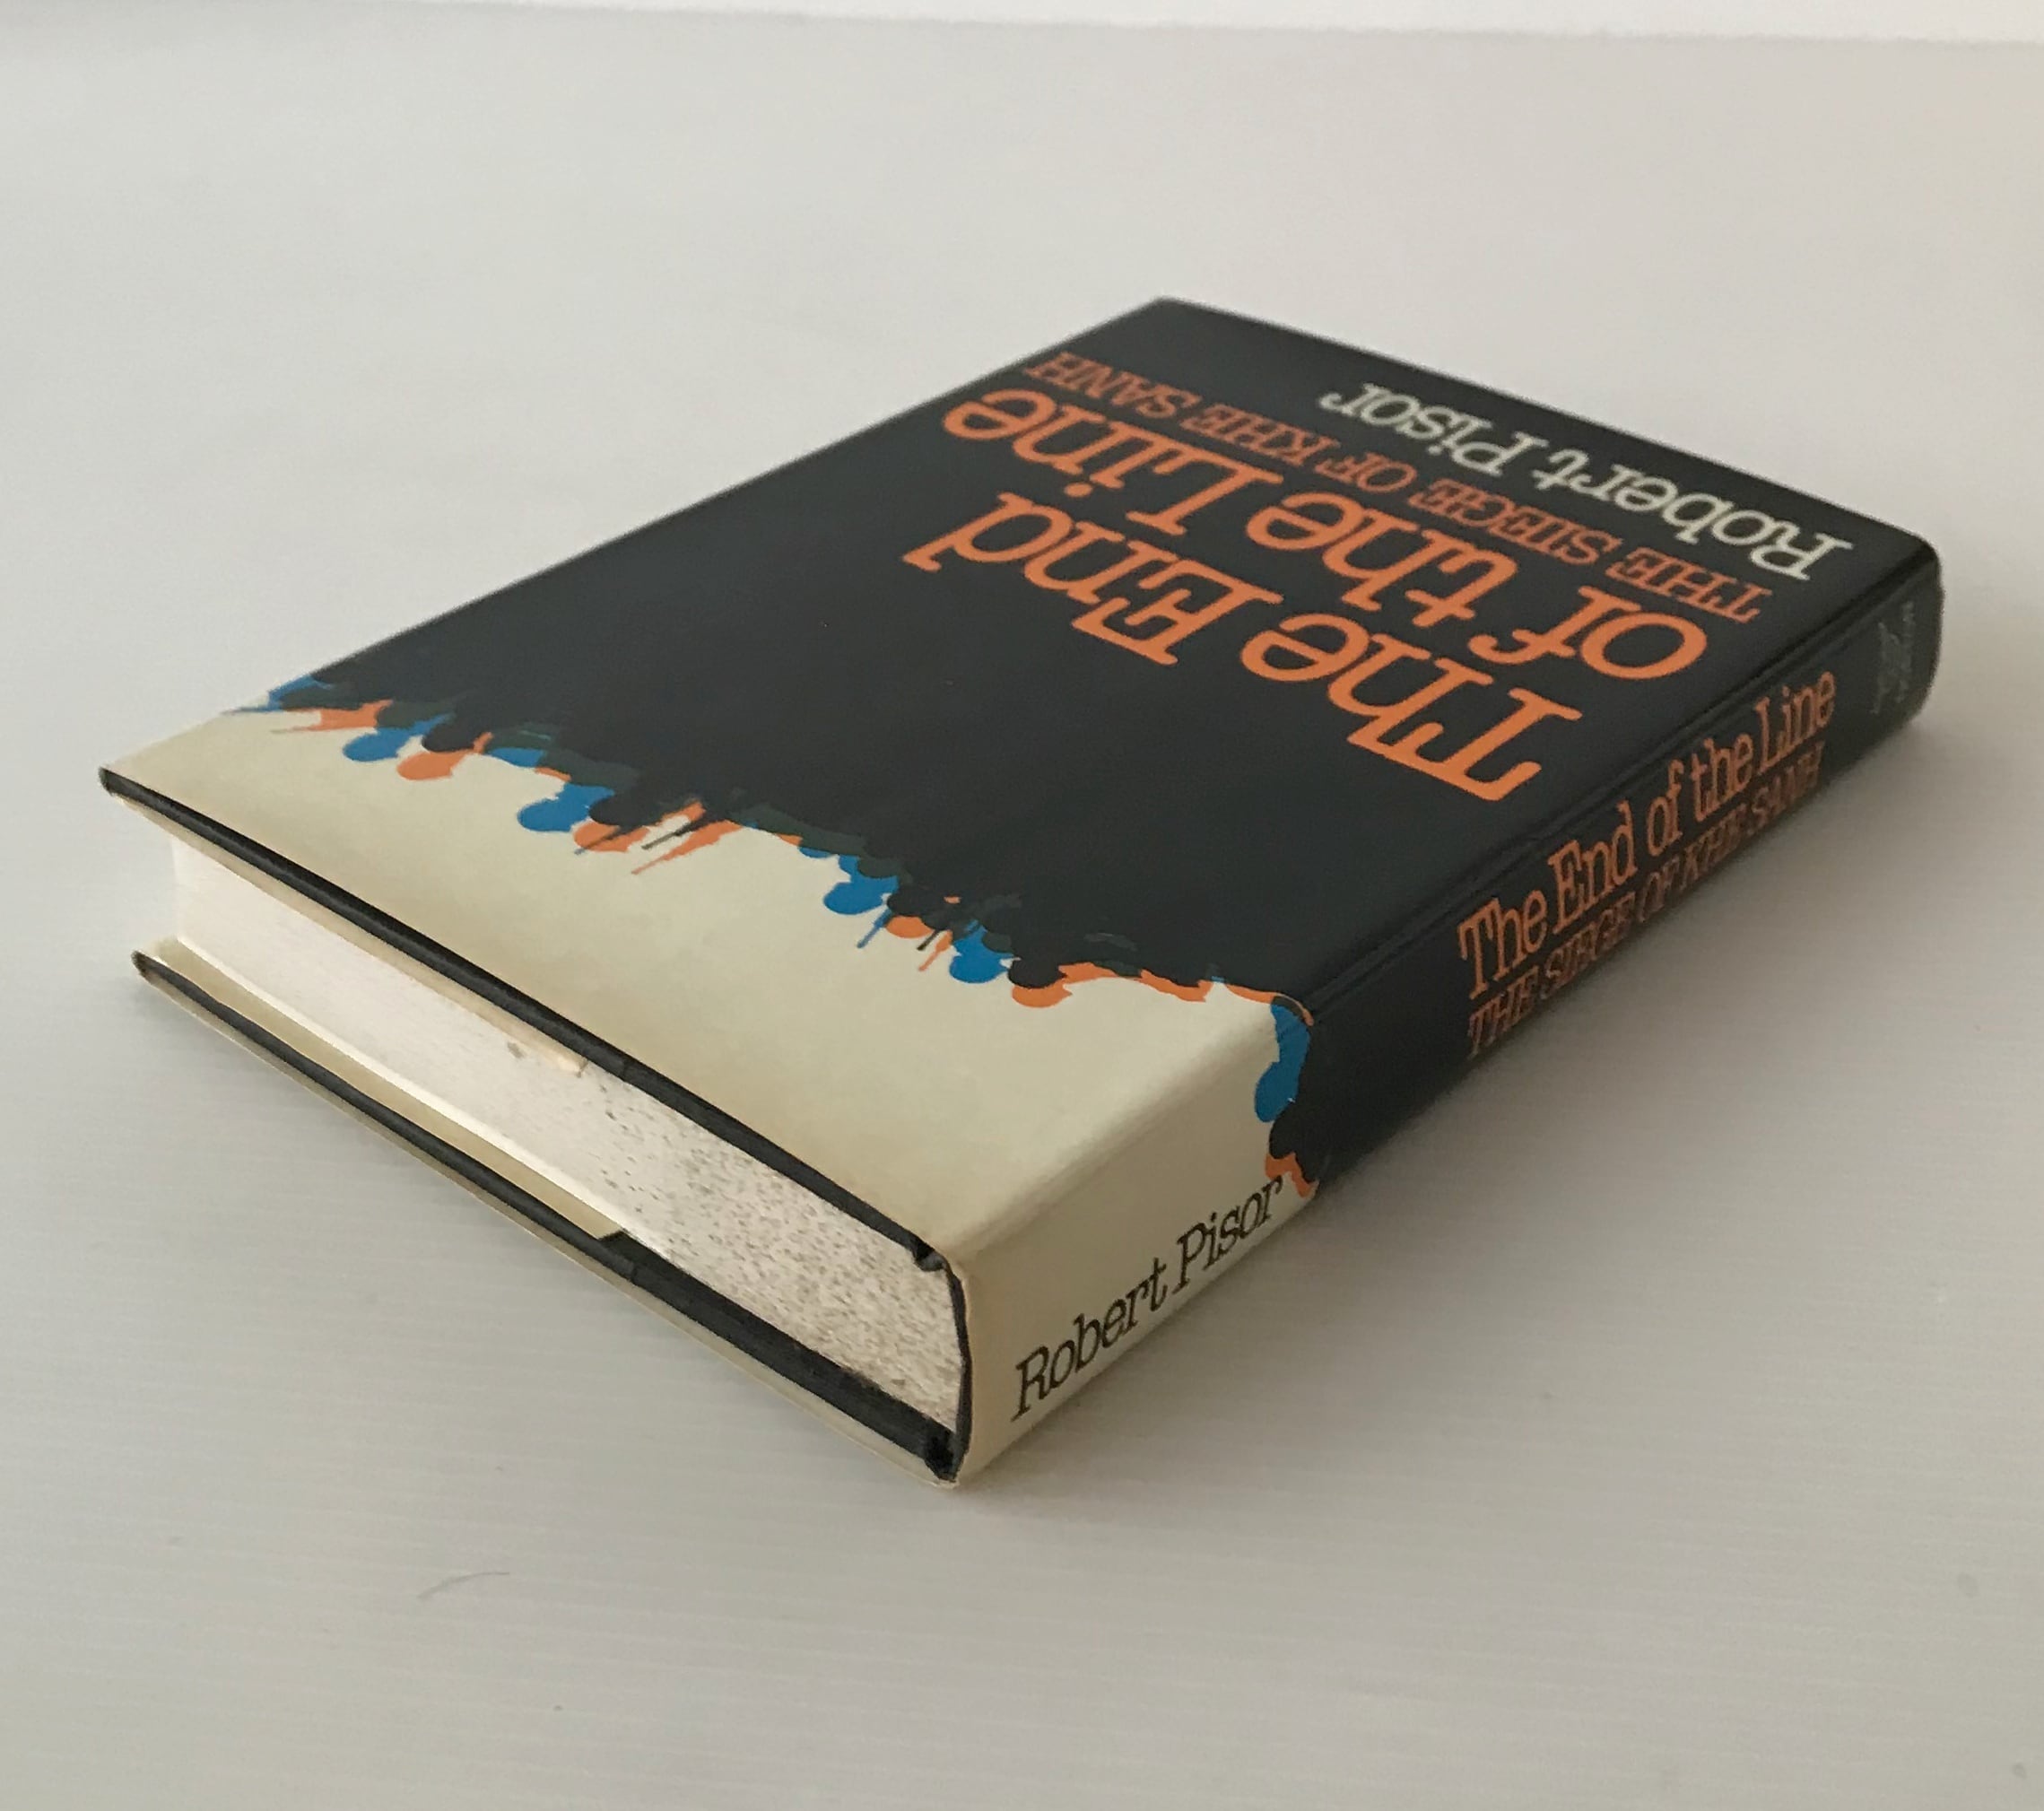 The End
of the Line
THE SIEGE OF KHE SANH
Robert Pisor
Robert Pisor
The End of the Line
THE SIEGE OF KHE SANH